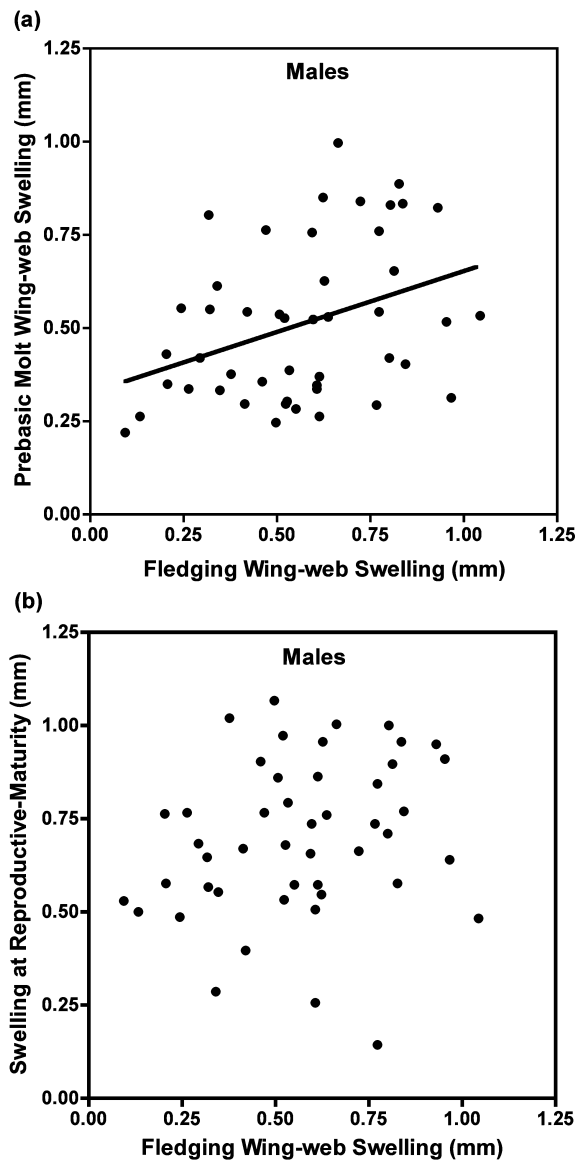 (a)
Males
Prebasic Molt Wing-web Swelling (mm)
1.25
1.00
0.75
0.50
0.25
0.00
0.00 0.25 0.50 0.75 1.00 1.25
Fledging Wing-web Swelling (mm)
(b)
Males
Swelling at Reproductive-Maturity (mm)
1.25
1.00
0.75
0.50
0.25
0.00
0.00 0.25 0.50 0.75 1.00 1.25
Fledging Wing-web Swelling (mm)